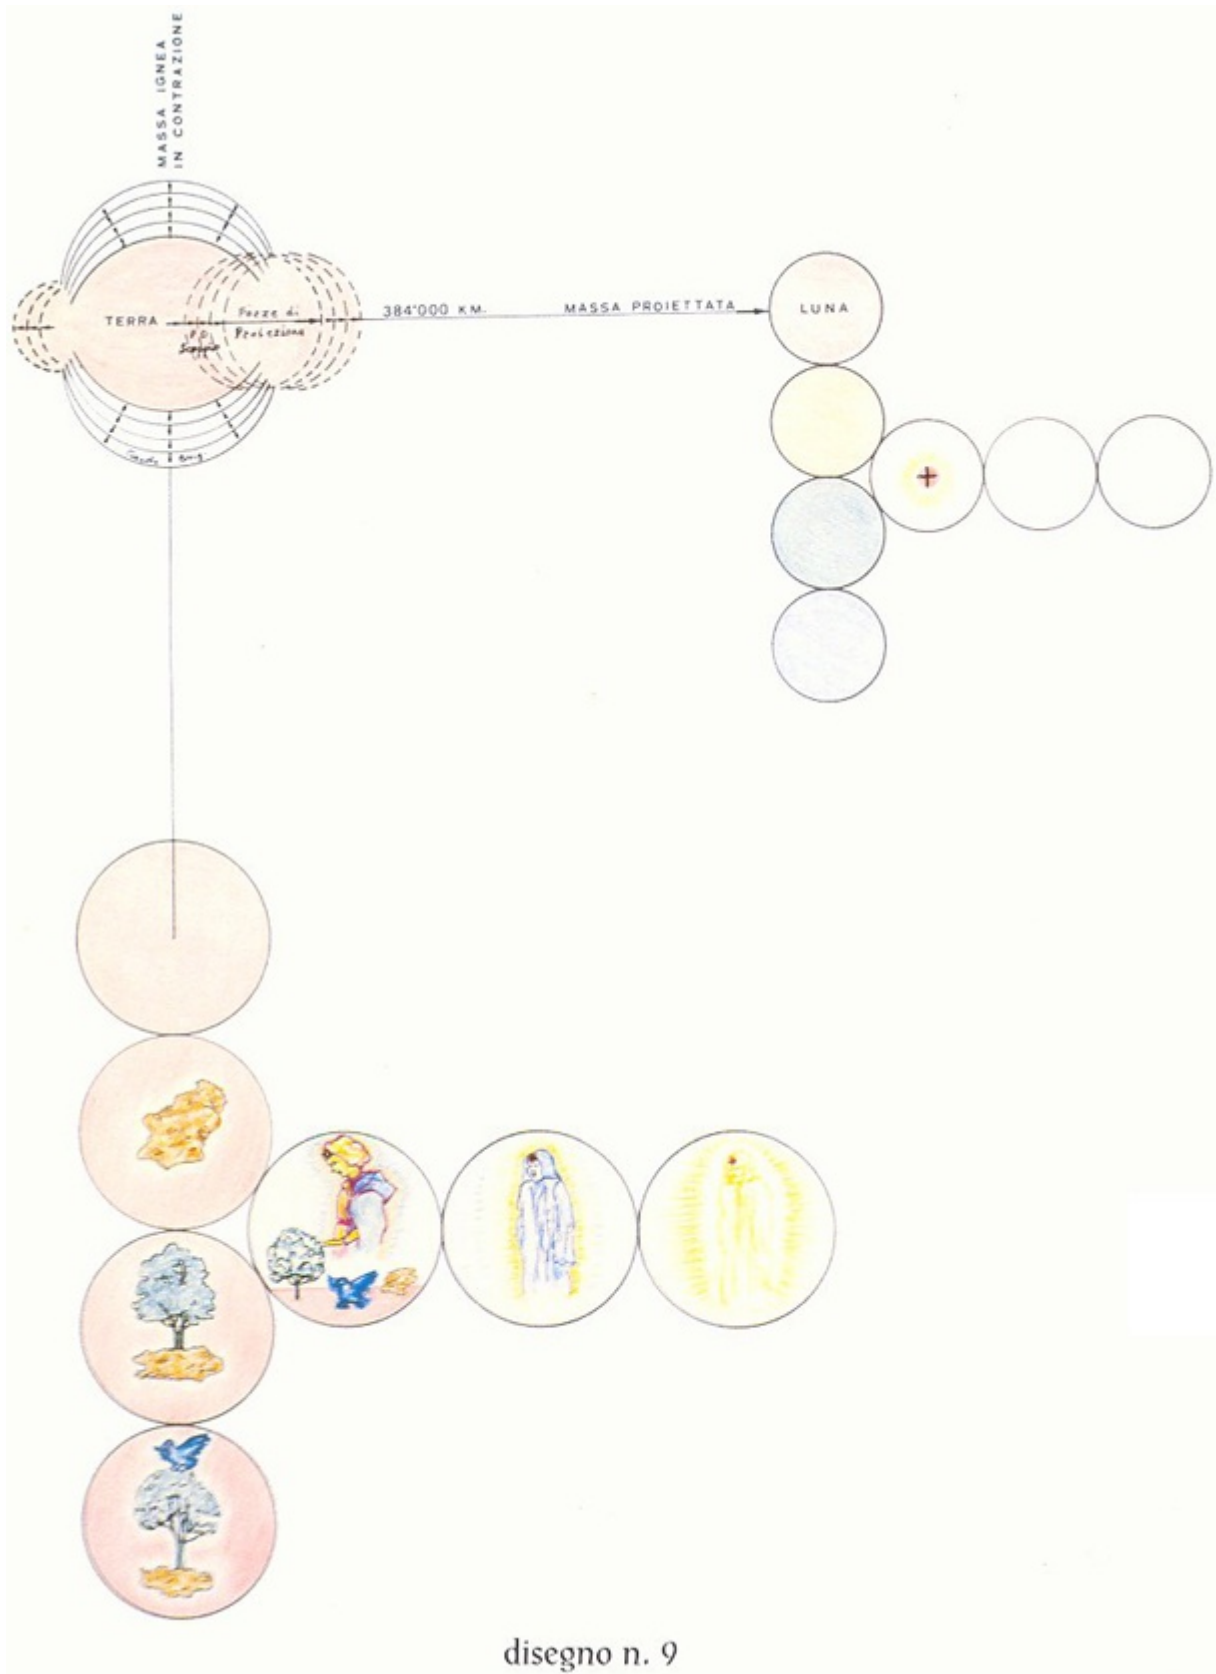 MASSA IGNEA
IN CONTRAZIONE
TERRA
Forze di
Proiezione
384'000 KM.
MASSA PROIETTATA
LUNA
disegno n. 9